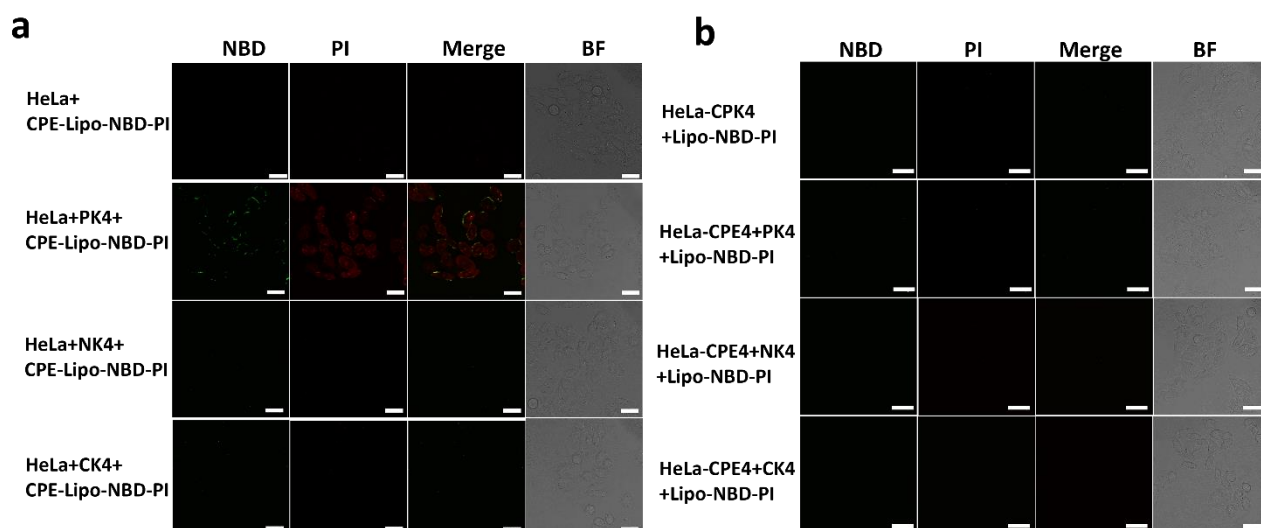 a
NBD PI Merge BF
HeLa+
CPE-Lipo-NBD-PI
HeLa+PK4+
CPE-Lipo-NBD-PI
HeLa+NK4+
CPE-Lipo-NBD-PI
HeLa+CK4+
CPE-Lipo-NBD-PI
b
NBD PI Merge BF
HeLa-CPK4
+Lipo-NBD-PI
HeLa-CPE4+PK4
+Lipo-NBD-PI
HeLa-CPE4+NK4
+Lipo-NBD-PI
HeLa-CPE4+CK4
+Lipo-NBD-PI